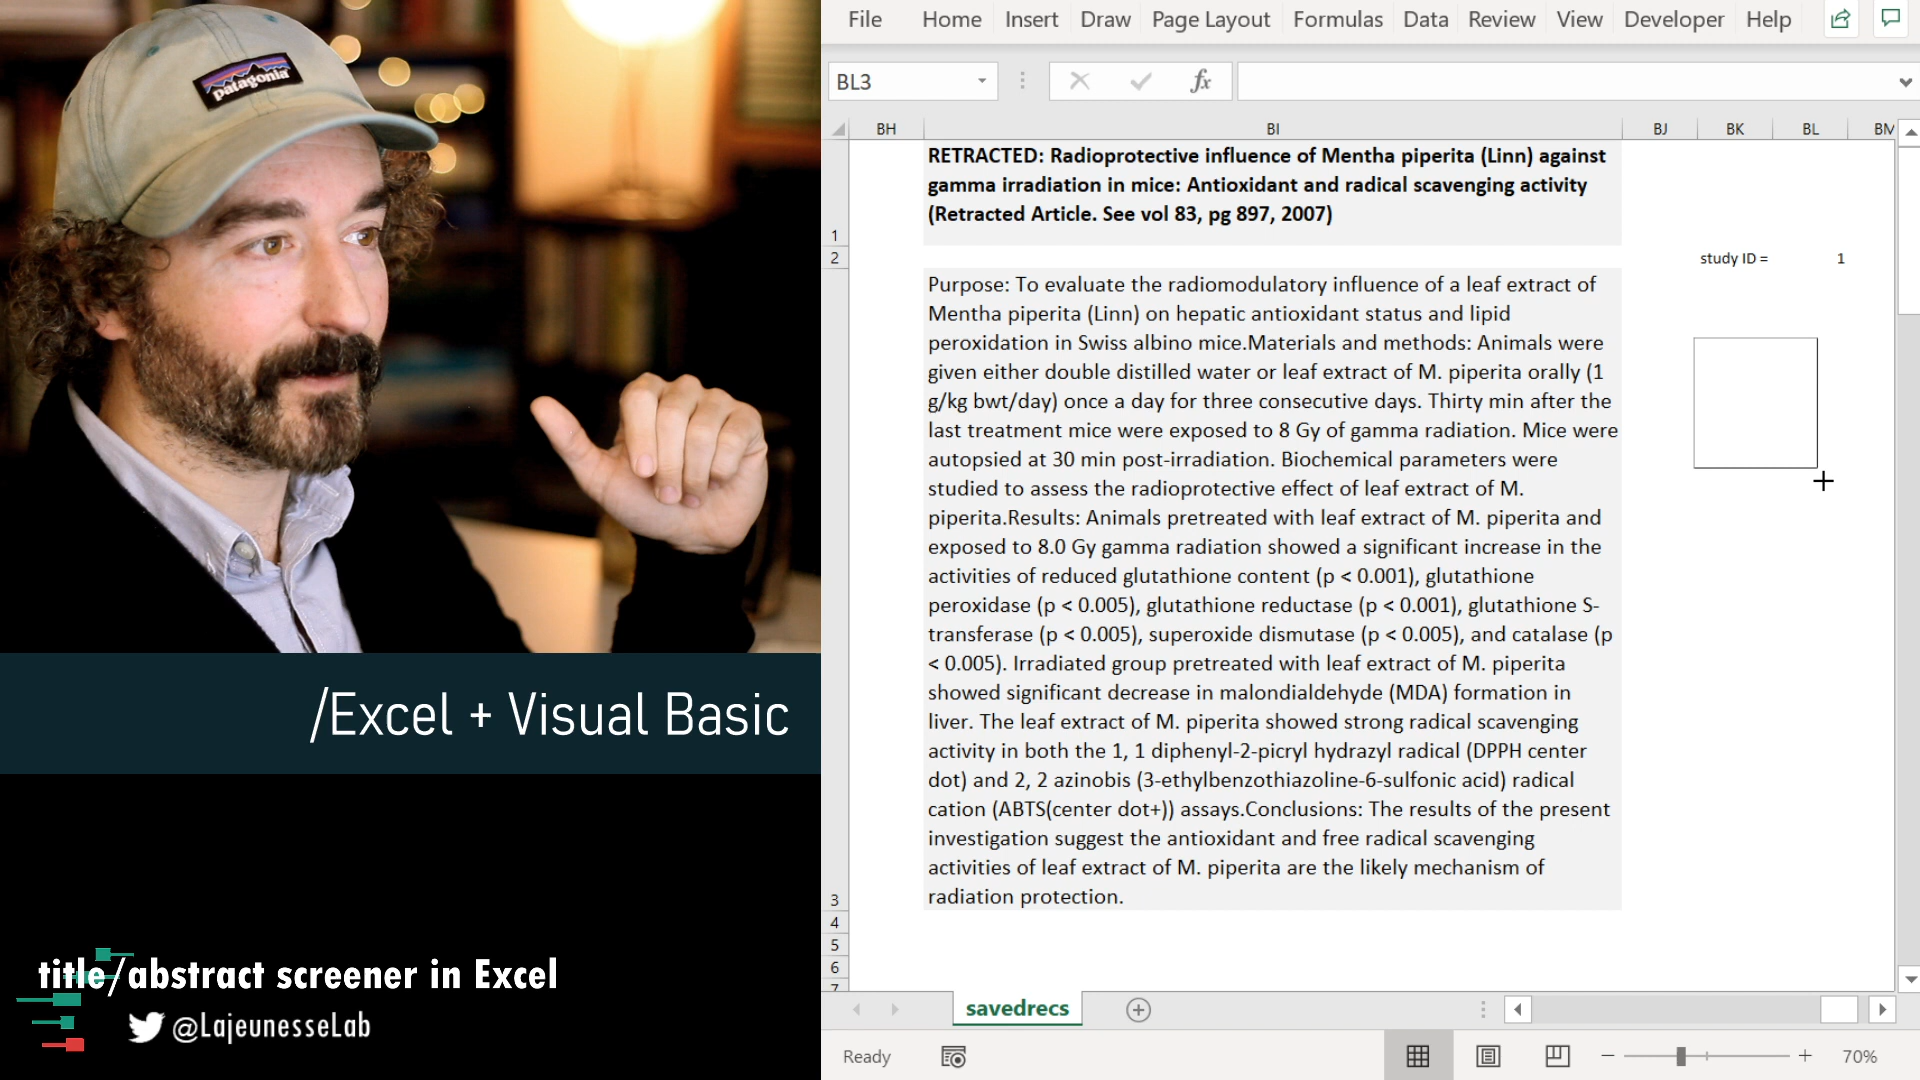 patagonia
/Excel + Visual Basic
title/abstract screener in Excel
@LajeunesseLab
File Home Insert Draw Page Layout Formulas Data Review View Developer Help
BL3 fx
BH BI BJ BK BL BM
RETRACTED: Radioprotective influence of Mentha piperita (Linn) against
gamma irradiation in mice: Antioxidant and radical scavenging activity
(Retracted Article. See vol 83, pg 897, 2007)
1
2 study ID = 1
Purpose: To evaluate the radiomodulatory influence of a leaf extract of
Mentha piperita (Linn) on hepatic antioxidant status and lipid
peroxidation in Swiss albino mice.Materials and methods: Animals were
given either double distilled water or leaf extract of M. piperita orally (1
g/kg bwt/day) once a day for three consecutive days. Thirty min after the
last treatment mice were exposed to 8 Gy of gamma radiation. Mice were
autopsied at 30 min post-irradiation. Biochemical parameters were
studied to assess the radioprotective effect of leaf extract of M.
piperita.Results: Animals pretreated with leaf extract of M. piperita and
exposed to 8.0 Gy gamma radiation showed a significant increase in the
activities of reduced glutathione content (p < 0.001), glutathione
peroxidase (p < 0.005), glutathione reductase (p < 0.001), glutathione S-
transferase (p < 0.005), superoxide dismutase (p < 0.005), and catalase (p
< 0.005). Irradiated group pretreated with leaf extract of M. piperita
showed significant decrease in malondialdehyde (MDA) formation in
liver. The leaf extract of M. piperita showed strong radical scavenging
activity in both the 1, 1 diphenyl-2-picryl hydrazyl radical (DPPH center
dot) and 2, 2 azinobis (3-ethylbenzothiazoline-6-sulfonic acid) radical
cation (ABTS(center dot+)) assays.Conclusions: The results of the present
investigation suggest the antioxidant and free radical scavenging
activities of leaf extract of M. piperita are the likely mechanism of
radiation protection.
3
4
5
6
7
savedrecs
Ready 70%